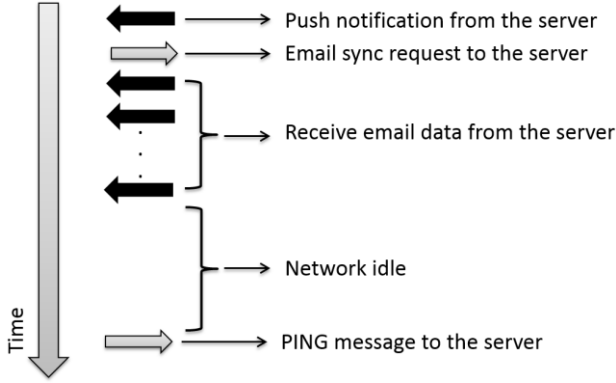 Push notification from the server
Email sync request to the server
Receive email data from the server
Network idle
PING message to the server
Time